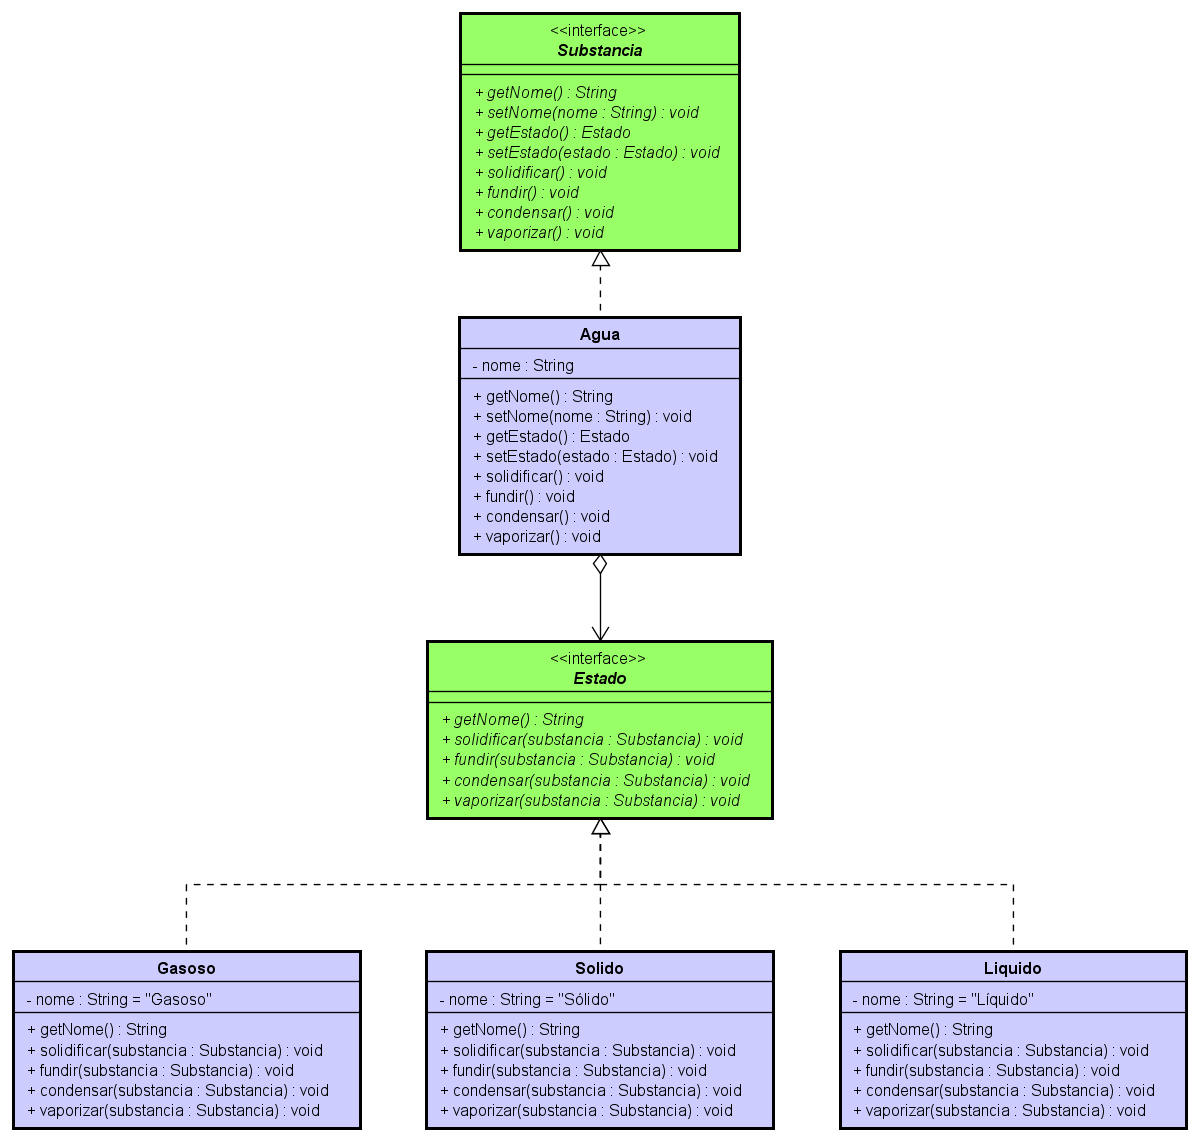 <<interface>>
Substancia
+ getNome() : String
+ setNome(nome : String) : void
+ getEstado() : Estado
+ setEstado(estado : Estado) : void
+ solidificar() : void
+ fundir() : void
+ condensar() : void
+ vaporizar() : void
Agua
- nome : String
+ getNome() : String
+ setNome(nome : String) : void
+ getEstado() : Estado
+ setEstado(estado : Estado) : void
+ solidificar() : void
+ fundir() : void
+ condensar() : void
+ vaporizar() : void
<<interface>>
Estado
+ getNome() : String
+ solidificar(substancia : Substancia) : void
+ fundir(substancia : Substancia) : void
+ condensar(substancia : Substancia) : void
+ vaporizar(substancia : Substancia) : void
Gasoso
- nome : String = "Gasoso"
+ getNome() : String
+ solidificar(substancia : Substancia) : void
+ fundir(substancia : Substancia) : void
+ condensar(substancia : Substancia) : void
+ vaporizar(substancia : Substancia) : void
Solido
- nome : String = "Sólido"
+ getNome() : String
+ solidificar(substancia : Substancia) : void
+ fundir(substancia : Substancia) : void
+ condensar(substancia : Substancia) : void
+ vaporizar(substancia : Substancia) : void
Liquido
- nome : String = "Líquido"
+ getNome() : String
+ solidificar(substancia : Substancia) : void
+ fundir(substancia : Substancia) : void
+ condensar(substancia : Substancia) : void
+ vaporizar(substancia : Substancia) : void